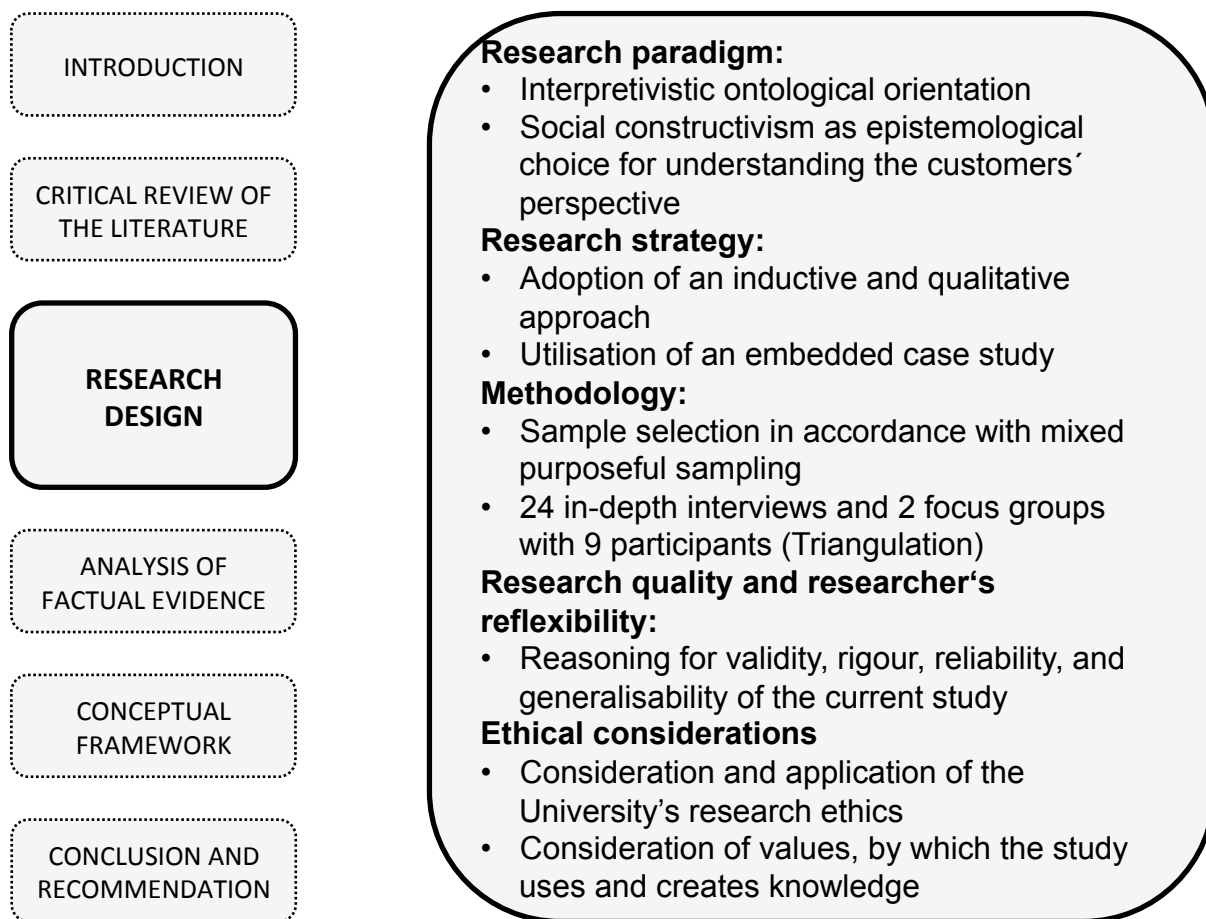 INTRODUCTION
CRITICAL REVIEW OF
THE LITERATURE
RESEARCH
DESIGN
ANALYSIS OF
FACTUAL EVIDENCE
CONCEPTUAL
FRAMEWORK
CONCLUSION AND
RECOMMENDATION
Research paradigm:
• Interpretivistic ontological orientation
• Social constructivism as epistemological
choice for understanding the customers´
perspective
Research strategy:
• Adoption of an inductive and qualitative
approach
• Utilisation of an embedded case study
Methodology:
• Sample selection in accordance with mixed
purposeful sampling
• 24 in-depth interviews and 2 focus groups
with 9 participants (Triangulation)
Research quality and researcher‘s
reflexibility:
• Reasoning for validity, rigour, reliability, and
generalisability of the current study
Ethical considerations
• Consideration and application of the
University’s research ethics
• Consideration of values, by which the study
uses and creates knowledge